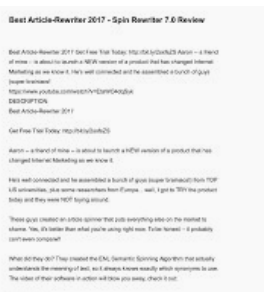 Best Article-Rewriter 2017 - Spin Rewriter 7.0 Review
Best Article-Rewriter 2017 Get Free Trial Today: Aaron – a friend
of mine – is about to launch a NEW version of a product that has changed Internet
Marketing as we know it. He's well connected and he assembled a bunch of guys
(super brainiacs!
DESCRIPTION:
Best Article-Rewriter 2017
Get Free Trial Today:
Aaron – a friend of mine – is about to launch a NEW version of a product that has
changed Internet Marketing as we know it.
He's well connected and he assembled a bunch of guys (super brainiacs!) from TOP
US universities, plus some researchers from Europe... well, I got to TRY the product
today and they were NOT toying around.
These guys created an article spinner that puts everything else on the market to
shame. Yes, it's better than what you're using right now. To be honest – it probably
can't even compare!!
What did they do? They created the ENL Semantic Spinning Algorithm that actually
understands the meaning of text, so it always knows exactly which synonyms to use.
The video of their software in action will blow you away, check it out: